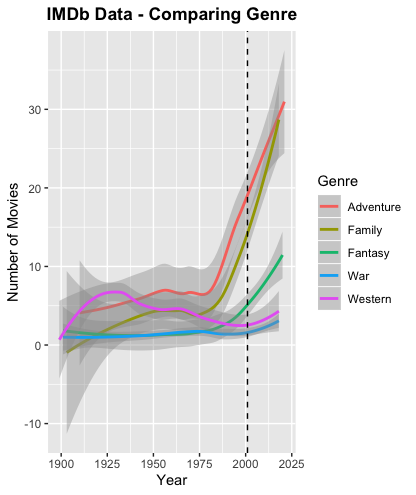 IMDb Data - Comparing Genre
Number of Movies
30
20
10
0
-10
1900
1925
1950
1975
2000
2025
Year
Genre
Adventure
Family
Fantasy
War
Western